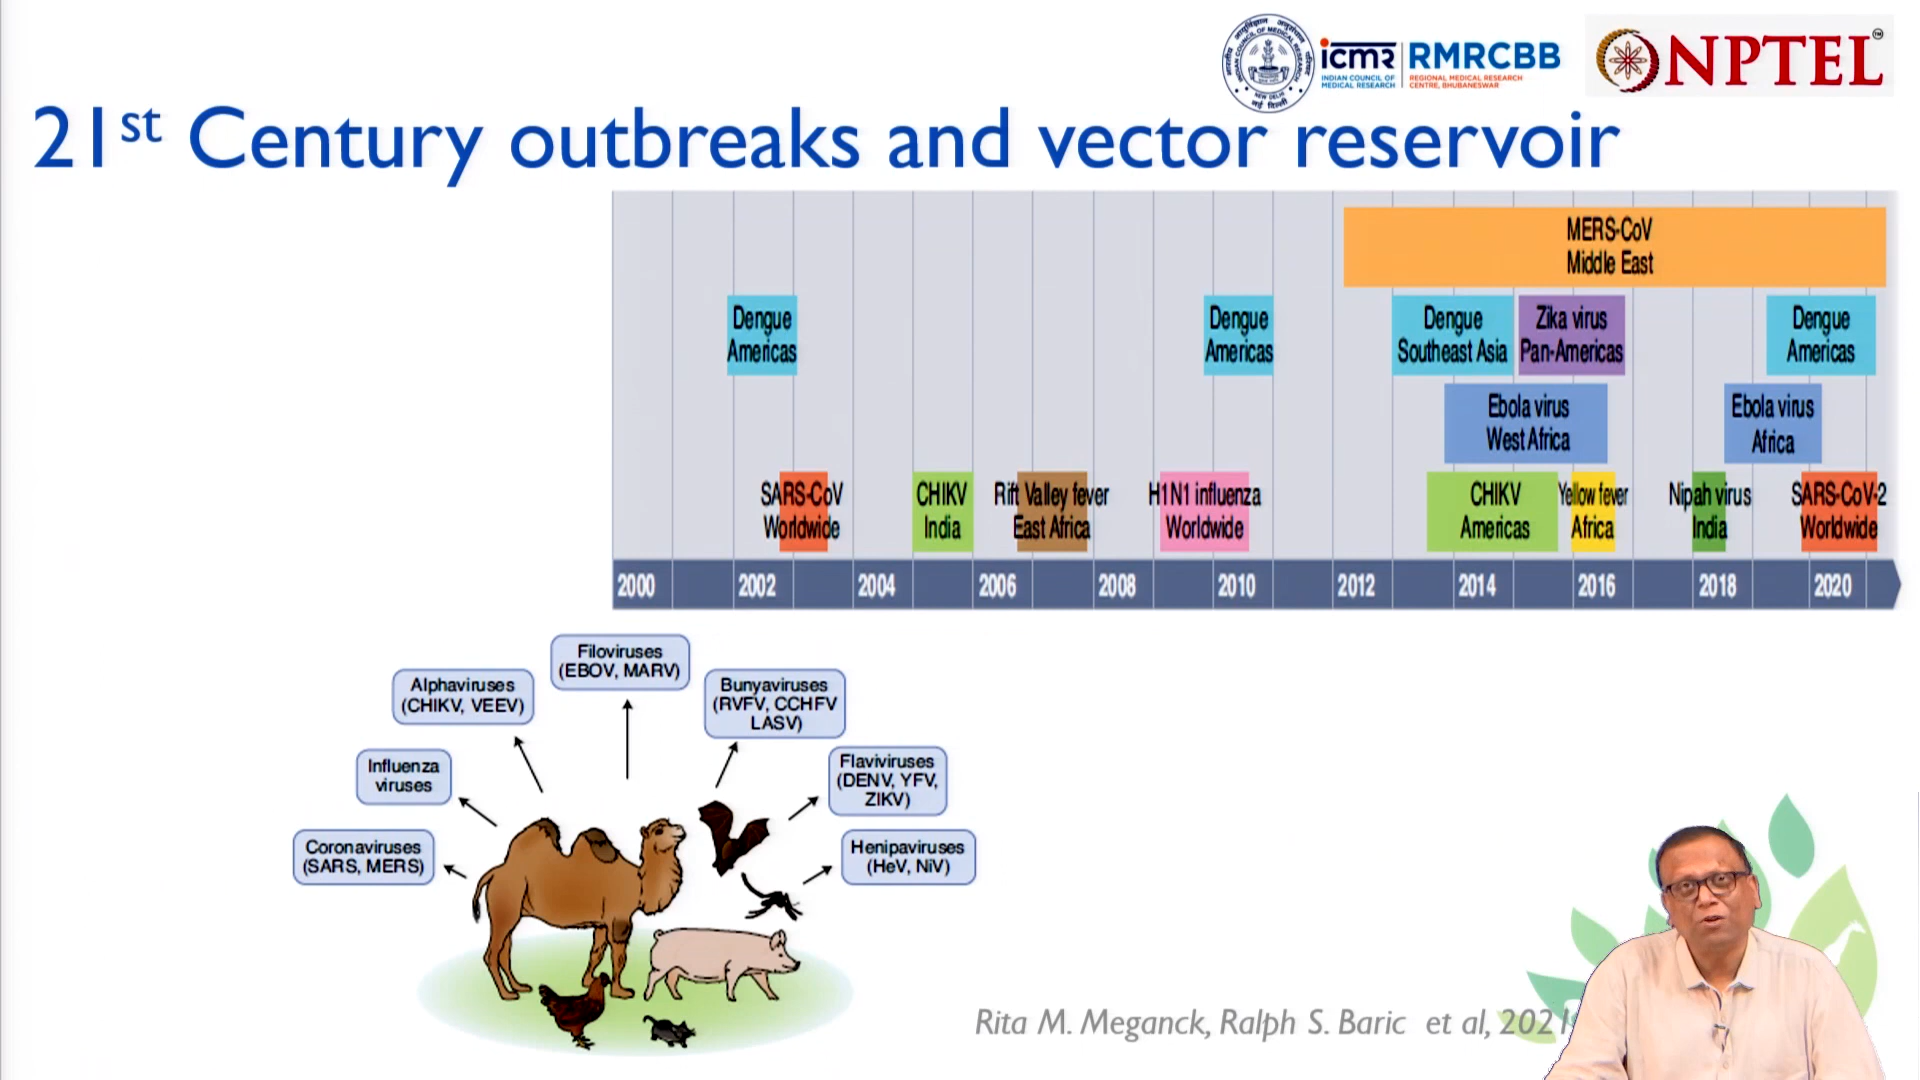 icmr
INDIAN COUNCIL OF
MEDICAL RESEARCH
RMRCBB
REGIONAL MEDICAL RESEARCH
CENTRE, BHUBANESWAR
NPTEL™
21st Century outbreaks and vector reservoir
MERS-CoV
Middle East
Dengue
Americas
Dengue
Americas
Dengue
Southeast Asia
Zika virus
Pan-Americas
Dengue
Americas
Ebola virus
West Africa
Ebola virus
Africa
SARS-CoV
Worldwide
CHIKV
India
Rift Valley fever
East Africa
H1N1 influenza
Worldwide
CHIKV
Americas
Yellow fever
Africa
Nipah virus
India
SARS-CoV-2
Worldwide
2000 2002 2004 2006 2008 2010 2012 2014 2016 2018 2020
Filoviruses
(EBOV, MARV)
Alphaviruses
(CHIKV, VEEV)
Bunyaviruses
(RVFV, CCHFV
LASV)
Influenza
viruses
Flaviviruses
(DENV, YFV,
ZIKV)
Coronaviruses
(SARS, MERS)
Henipaviruses
(HeV, NiV)
Rita M. Meganck, Ralph S. Baric et al, 2021